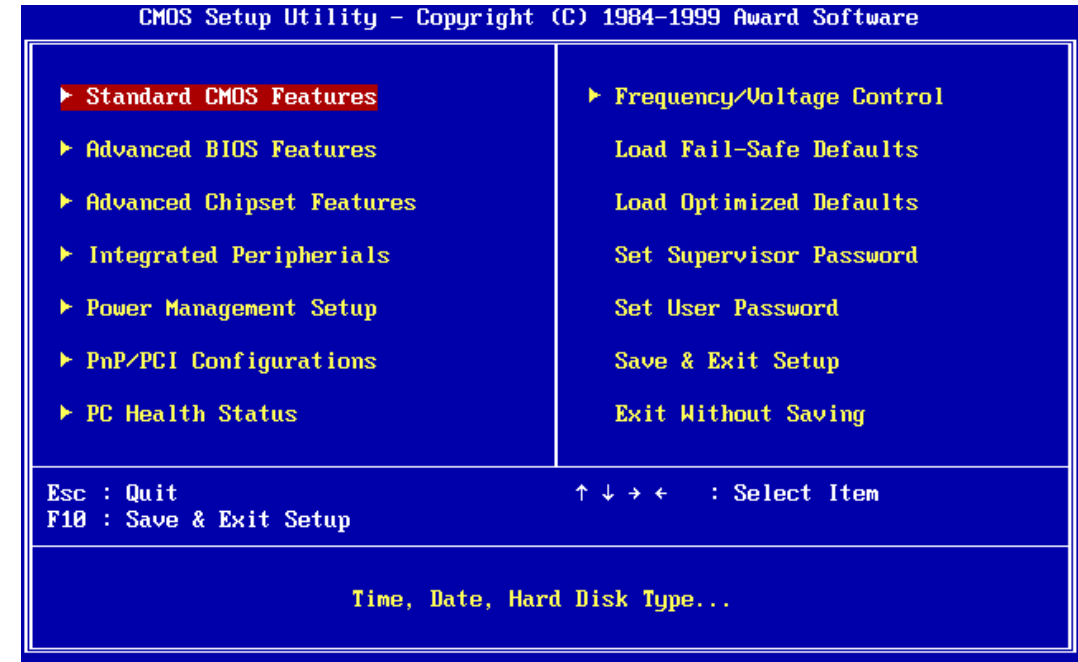 CMOS Setup Utility – Copyright (C) 1984–1999 Award Software
► Standard CMOS Features
► Advanced BIOS Features
► Advanced Chipset Features
► Integrated Peripherials
► Power Management Setup
► PnP/PCI Configurations
► PC Health Status
► Frequency/Voltage Control
Load Fail–Safe Defaults
Load Optimized Defaults
Set Supervisor Password
Set User Password
Save & Exit Setup
Exit Without Saving
Esc : Quit
F10 : Save & Exit Setup
↑ ↓ → ← : Select Item
Time, Date, Hard Disk Type...